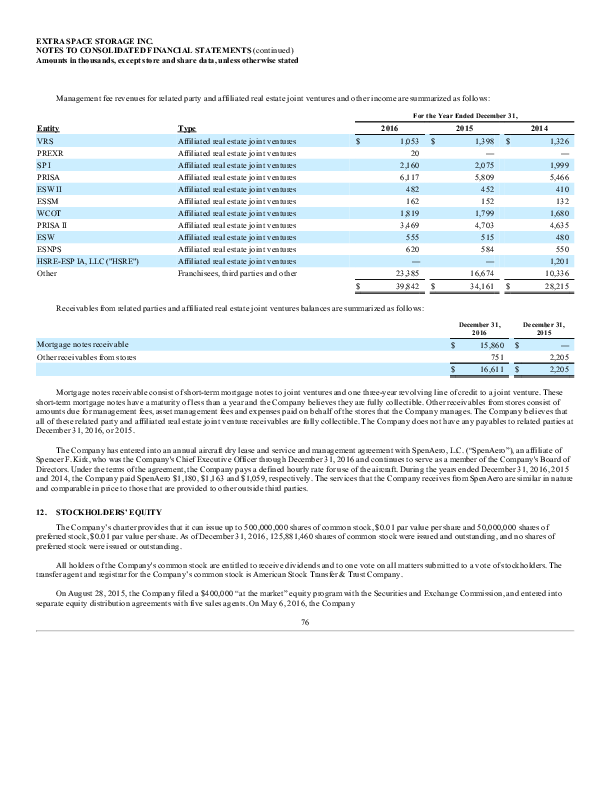 EXTRA SPACE STORAGE INC.
NOTES TO CONSOLIDATED FINANCIAL STATEMENTS (continued)
Amounts in thousands, except store and share data, unless otherwise stated
Management fee revenues for related party and affiliated real estate joint ventures and other income are summarized as follows:
For the Year Ended December 31,
Entity Type 2016 2015 2014
VRS Affiliated real estate joint ventures $ 1,053 $ 1,398 $ 1,326
PREXR Affiliated real estate joint ventures 20 — —
SP I Affiliated real estate joint ventures 2,160 2,075 1,999
PRISA Affiliated real estate joint ventures 6,117 5,809 5,466
ESW II Affiliated real estate joint ventures 482 452 410
ESSM Affiliated real estate joint ventures 162 152 132
WCOT Affiliated real estate joint ventures 1,819 1,799 1,680
PRISA II Affiliated real estate joint ventures 3,469 4,703 4,635
ESW Affiliated real estate joint ventures 555 515 480
ESNPS Affiliated real estate joint ventures 620 584 550
HSRE-ESP IA, LLC ("HSRE") Affiliated real estate joint ventures — — 1,201
Other Franchisees, third parties and other 23,385 16,674 10,336
$ 39,842 $ 34,161 $ 28,215
Receivables from related parties and affiliated real estate joint ventures balances are summarized as follows:
December 31, 2016 December 31, 2015
Mortgage notes receivable $ 15,860 $ —
Other receivables from stores 751 2,205
$ 16,611 $ 2,205
Mortgage notes receivable consist of short-term mortgage notes to joint ventures and one three-year revolving line of credit to a joint venture. These
short-term mortgage notes have a maturity of less than a year and the Company believes they are fully collectible. Other receivables from stores consist of
amounts due for management fees, asset management fees and expenses paid on behalf of the stores that the Company manages. The Company believes that
all of these related party and affiliated real estate joint venture receivables are fully collectible. The Company does not have any payables to related parties at
December 31, 2016, or 2015.
The Company has entered into an annual aircraft dry lease and service and management agreement with SpenAero, L.C. (“SpenAero”), an affiliate of
Spencer F. Kirk, who was the Company's Chief Executive Officer through December 31, 2016 and continues to serve as a member of the Company's Board of
Directors. Under the terms of the agreement, the Company pays a defined hourly rate for use of the aircraft. During the years ended December 31, 2016, 2015
and 2014, the Company paid SpenAero $1,180, $1,163 and $1,059, respectively. The services that the Company receives from SpenAero are similar in nature
and comparable in price to those that are provided to other outside third parties.
12. STOCKHOLDERS’ EQUITY
The Company’s charter provides that it can issue up to 500,000,000 shares of common stock, $0.01 par value per share and 50,000,000 shares of
preferred stock, $0.01 par value per share. As of December 31, 2016, 125,881,460 shares of common stock were issued and outstanding, and no shares of
preferred stock were issued or outstanding.
All holders of the Company's common stock are entitled to receive dividends and to one vote on all matters submitted to a vote of stockholders. The
transfer agent and registrar for the Company’s common stock is American Stock Transfer & Trust Company.
On August 28, 2015, the Company filed a $400,000 “at the market” equity program with the Securities and Exchange Commission, and entered into
separate equity distribution agreements with five sales agents. On May 6, 2016, the Company
76